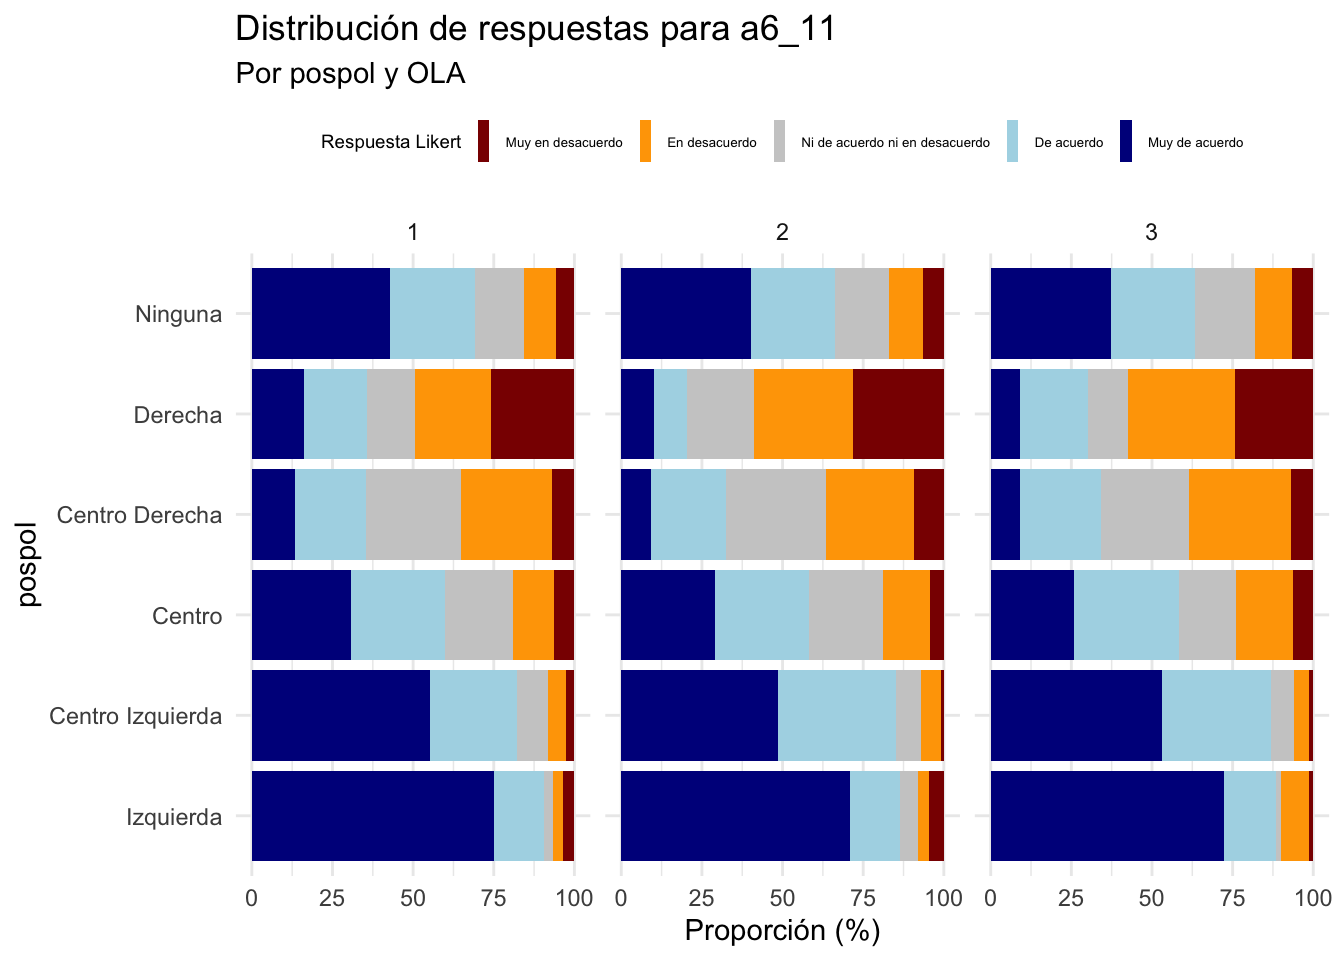 Distribución de respuestas para a6_11
Por pospol y OLA
Respuesta Likert Muy en desacuerdo En desacuerdo Ni de acuerdo ni en desacuerdo De acuerdo Muy de acuerdo
1 2 3
Ninguna
Derecha
Centro Derecha
Centro
Centro Izquierda
Izquierda
pospol
0 25 50 75 100 0 25 50 75 100 0 25 50 75 100
Proporción (%)